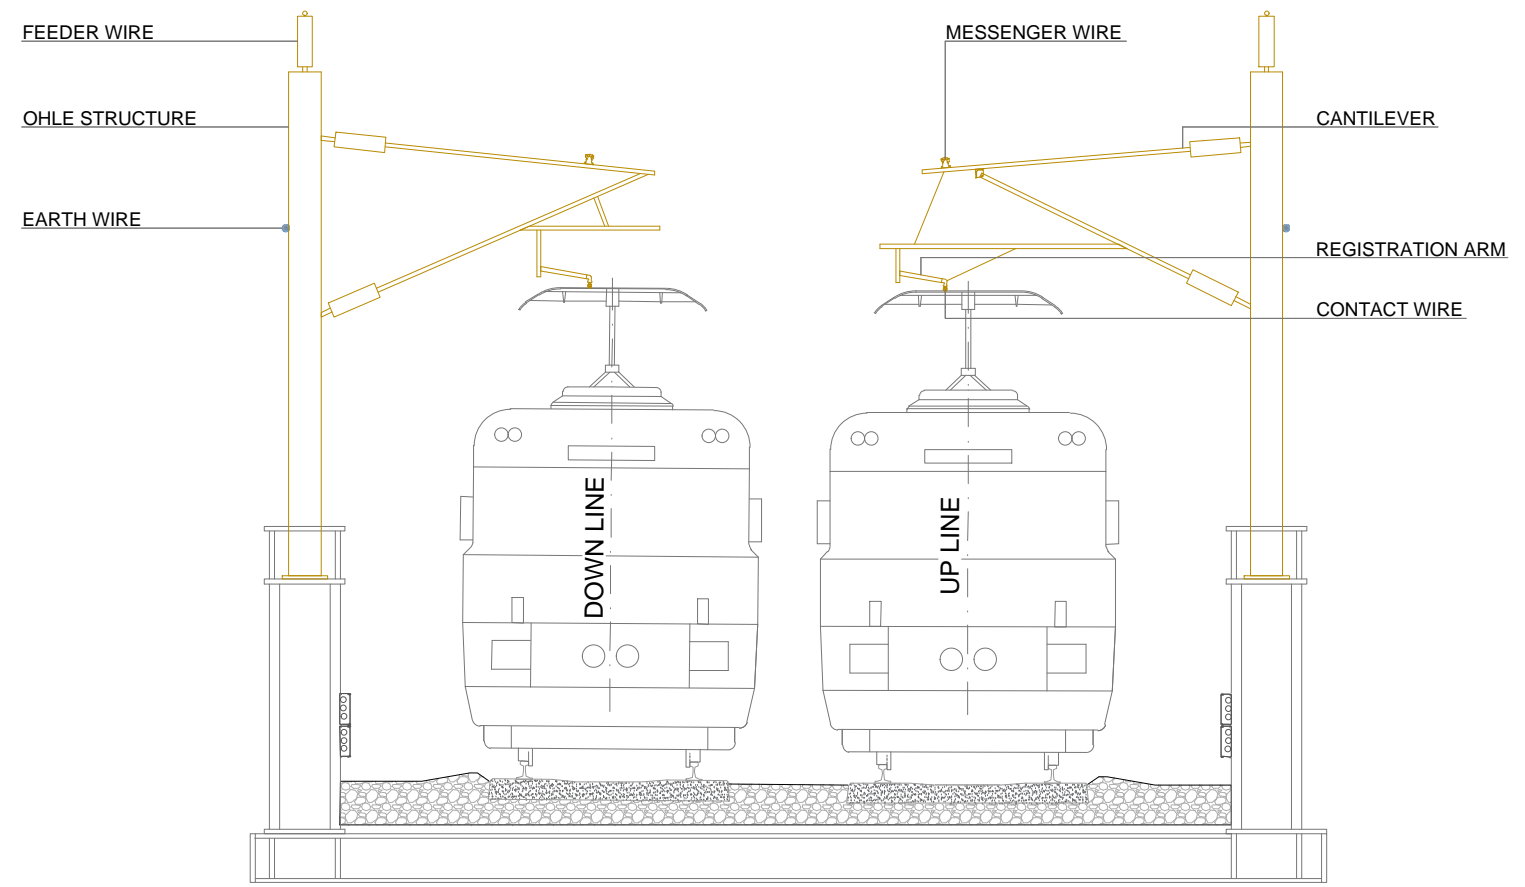 FEEDER WIRE
MESSENGER WIRE
OHLE STRUCTURE
CANTILEVER
EARTH WIRE
REGISTRATION ARM
CONTACT WIRE
DOWN LINE
UP LINE